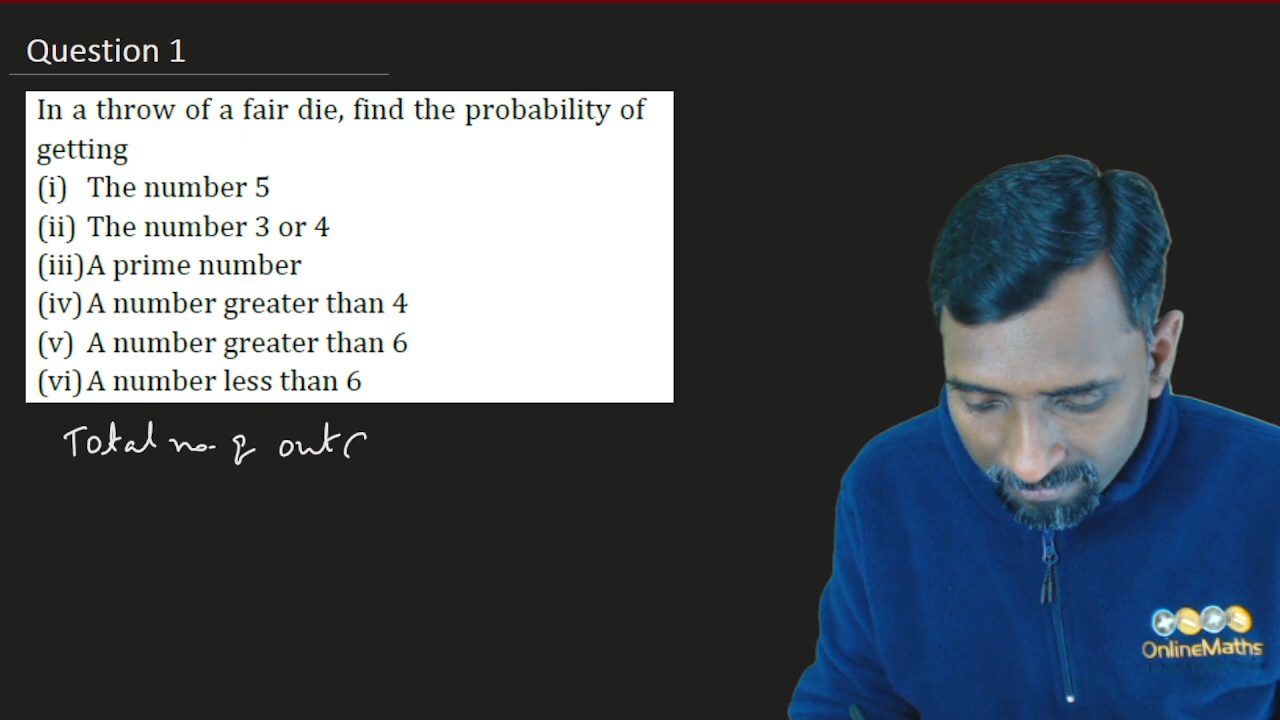 Question 1
In a throw of a fair die, find the probability of
getting
(i) The number 5
(ii) The number 3 or 4
(iii) A prime number
(iv) A number greater than 4
(v) A number greater than 6
(vi) A number less than 6
Total no. of outc
OnlineMaths